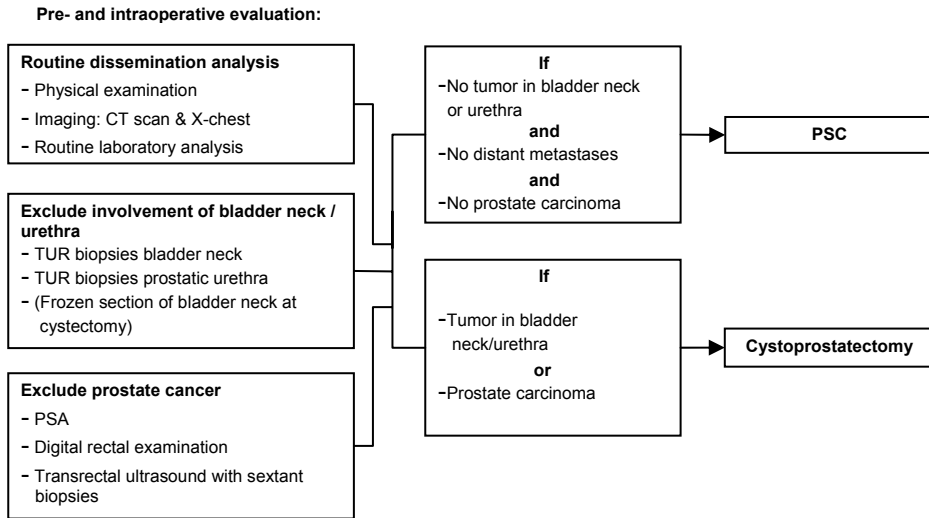 Pre- and intraoperative evaluation:
Routine dissemination analysis
- Physical examination
- Imaging: CT scan & X-chest
- Routine laboratory analysis
Exclude involvement of bladder neck /
urethra
- TUR biopsies bladder neck
- TUR biopsies prostatic urethra
- (Frozen section of bladder neck at
cystectomy)
Exclude prostate cancer
- PSA
- Digital rectal examination
- Transrectal ultrasound with sextant
biopsies
If
-No tumor in bladder neck
or urethra
and
-No distant metastases
and
-No prostate carcinoma
PSC
If
-Tumor in bladder
neck/urethra
or
-Prostate carcinoma
Cystoprostatectomy